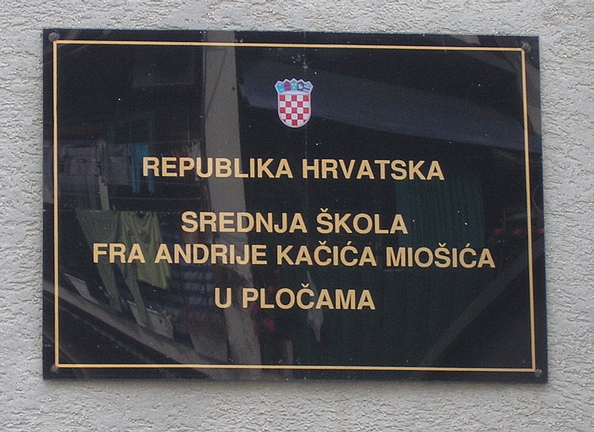 REPUBLIKA HRVATSKA
SREDNJA ŠKOLA
FRA ANDRIJE KAČIĆA MIOŠIĆA
U PLOČAMA